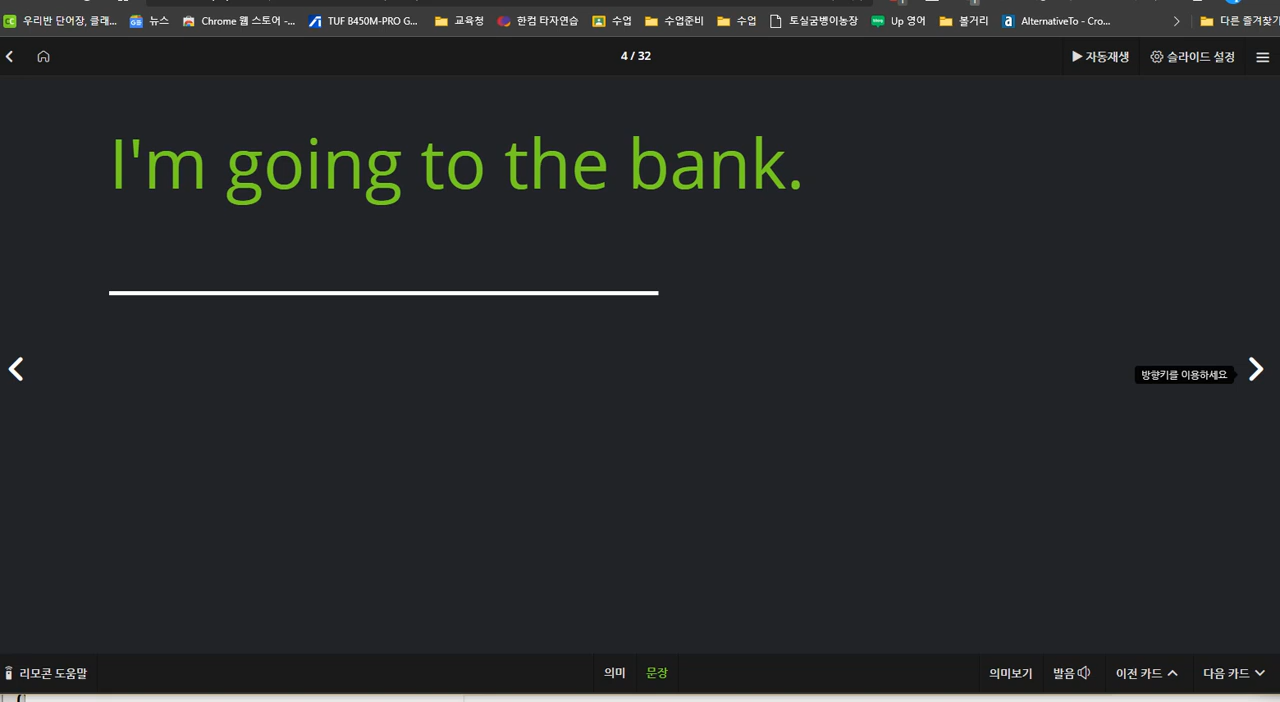 우리반 단어장, 클래... 뉴스 Chrome 웹 스토어 -... TUF B450M-PRO G... 교육청 한컴 타자연습 수업 수업준비 수업 토실굼벵이농장 Up 영어 볼거리 AlternativeTo - Cro... 다른 즐겨찾기
4 / 32 자동재생 슬라이드 설정
I'm going to the bank.
방향키를 이용하세요
리모콘 도움말 의미 문장 의미보기 발음 이전 카드 다음 카드